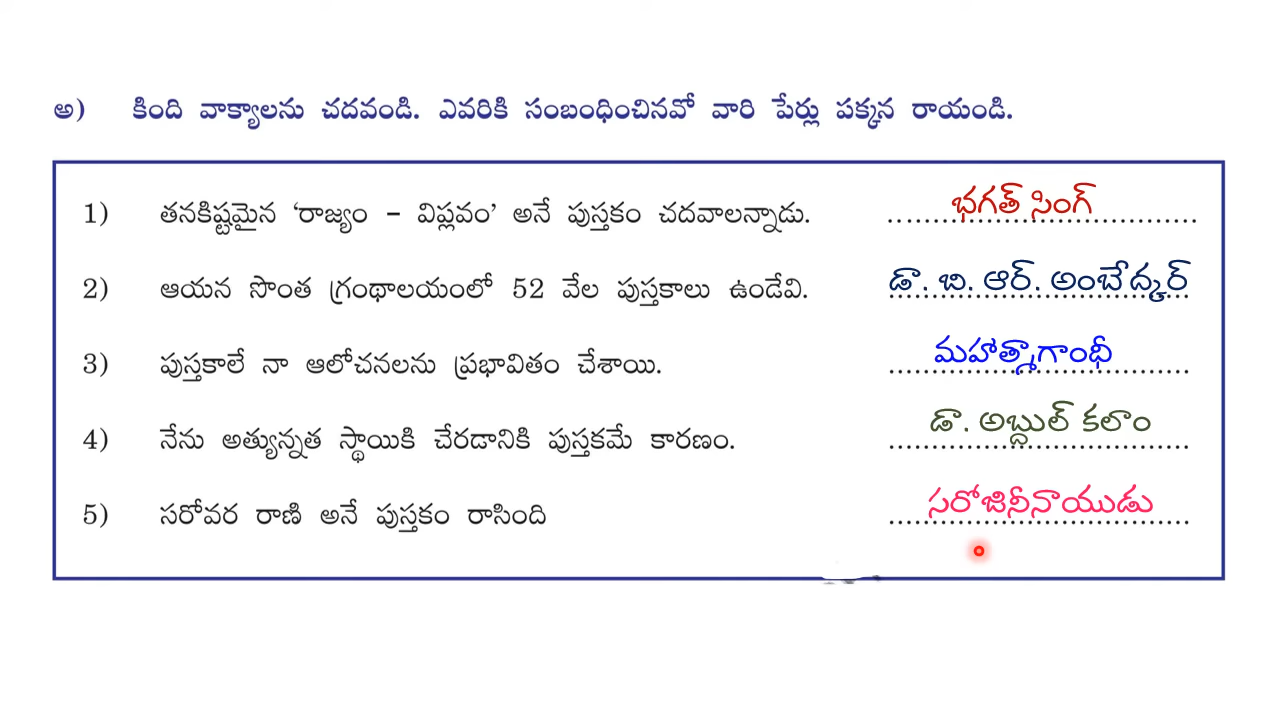 అ) కింది వాక్యాలను చదవండి. ఎవరికి సంబంధించినవో వారి పేర్లు పక్కన రాయండి.
1) తనకిష్టమైన ‘రాజ్యం – విప్లవం’ అనే పుస్తకం చదవాలన్నాడు. భగత్ సింగ్
2) ఆయన సొంత గ్రంథాలయంలో 52 వేల పుస్తకాలు ఉండేవి. డా. బి. ఆర్. అంబేద్కర్
3) పుస్తకాలే నా ఆలోచనలను ప్రభావితం చేశాయి. మహాత్మాగాంధీ
4) నేను అత్యున్నత స్థాయికి చేరడానికి పుస్తకమే కారణం. డా. అబ్దుల్ కలాం
5) సరోవర రాణి అనే పుస్తకం రాసింది సరోజినీనాయుడు